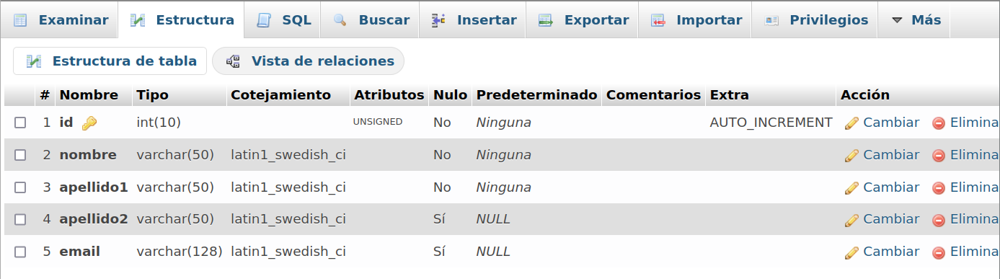 Examinar Estructura SQL Buscar Insertar Exportar Importar Privilegios Más
Estructura de tabla Vista de relaciones
# Nombre Tipo Cotejamiento Atributos Nulo Predeterminado Comentarios Extra Acción
1 id int(10) UNSIGNED No Ninguna AUTO_INCREMENT Cambiar Elimina
2 nombre varchar(50) latin1_swedish_ci No Ninguna Cambiar Elimina
3 apellido1 varchar(50) latin1_swedish_ci No Ninguna Cambiar Elimina
4 apellido2 varchar(50) latin1_swedish_ci Sí NULL Cambiar Elimina
5 email varchar(128) latin1_swedish_ci Sí NULL Cambiar Elimina